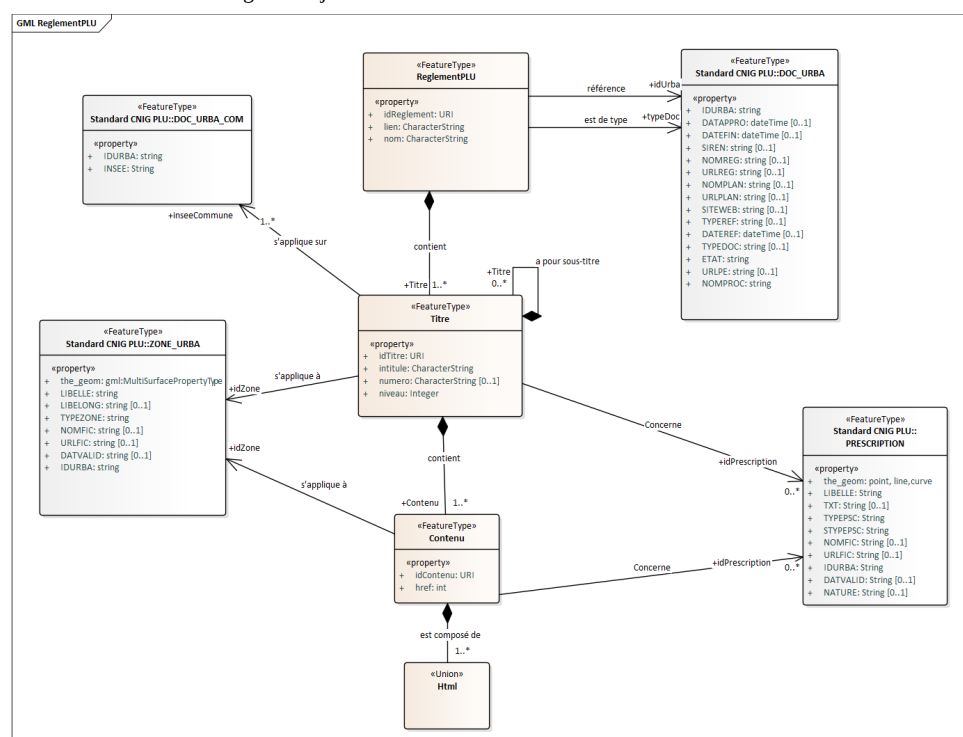 GML ReglementPLU
«FeatureType»
ReglementPLU
«property»
+ idReglement: URI
+ lien: CharacterString
+ nom: CharacterString
référence
+idUrba
est de type
+typeDoc
«FeatureType»
Standard CNIG PLU::DOC_URBA
«property»
+ IDURBA: string
+ DATAPPRO: dateTime [0..1]
+ DATEFIN: dateTime [0..1]
+ SIREN: string [0..1]
+ NOMREG: string [0..1]
+ URLREG: string [0..1]
+ NOMPLAN: string [0..1]
+ URLPLAN: string [0..1]
+ SITEWEB: string [0..1]
+ TYPEREF: string [0..1]
+ DATEREF: dateTime [0..1]
+ TYPEDOC: string [0..1]
+ ETAT: string
+ URLPE: string [0..1]
+ NOMPROC: string
«FeatureType»
Standard CNIG PLU::DOC_URBA_COM
«property»
+ IDURBA: string
+ INSEE: String
+inseeCommune
1..*
s'applique sur
contient
+Titre 1..*
a pour sous-titre
+Titre
0..*
«FeatureType»
Titre
«property»
+ idTitre: URI
+ intitule: CharacterString
+ numero: CharacterString [0..1]
+ niveau: Integer
«FeatureType»
Standard CNIG PLU::ZONE_URBA
«property»
+ the_geom: gml:MultiSurfacePropertyType
+ LIBELLE: string
+ LIBELONG: string [0..1]
+ TYPEZONE: string
+ NOMFIC: string [0..1]
+ URLFIC: string [0..1]
+ DATVALID: string [0..1]
+ IDURBA: string
s'applique à
+idZone
+idZone
s'applique à
contient
+Contenu 1..*
Concerne
+idPrescription
0..*
«FeatureType»
Standard CNIG PLU::
PRESCRIPTION
«property»
+ the_geom: point, line,curve
+ LIBELLE: String
+ TXT: String [0..1]
+ TYPEPSC: String
+ STYPEPSC: String
+ NOMFIC: String [0..1]
+ URLFIC: String [0..1]
+ IDURBA: String
+ DATVALID: String [0..1]
+ NATURE: String [0..1]
«FeatureType»
Contenu
«property»
+ idContenu: URI
+ href: int
Concerne
+idPrescription
0..*
est composé de
1..*
«Union»
Html